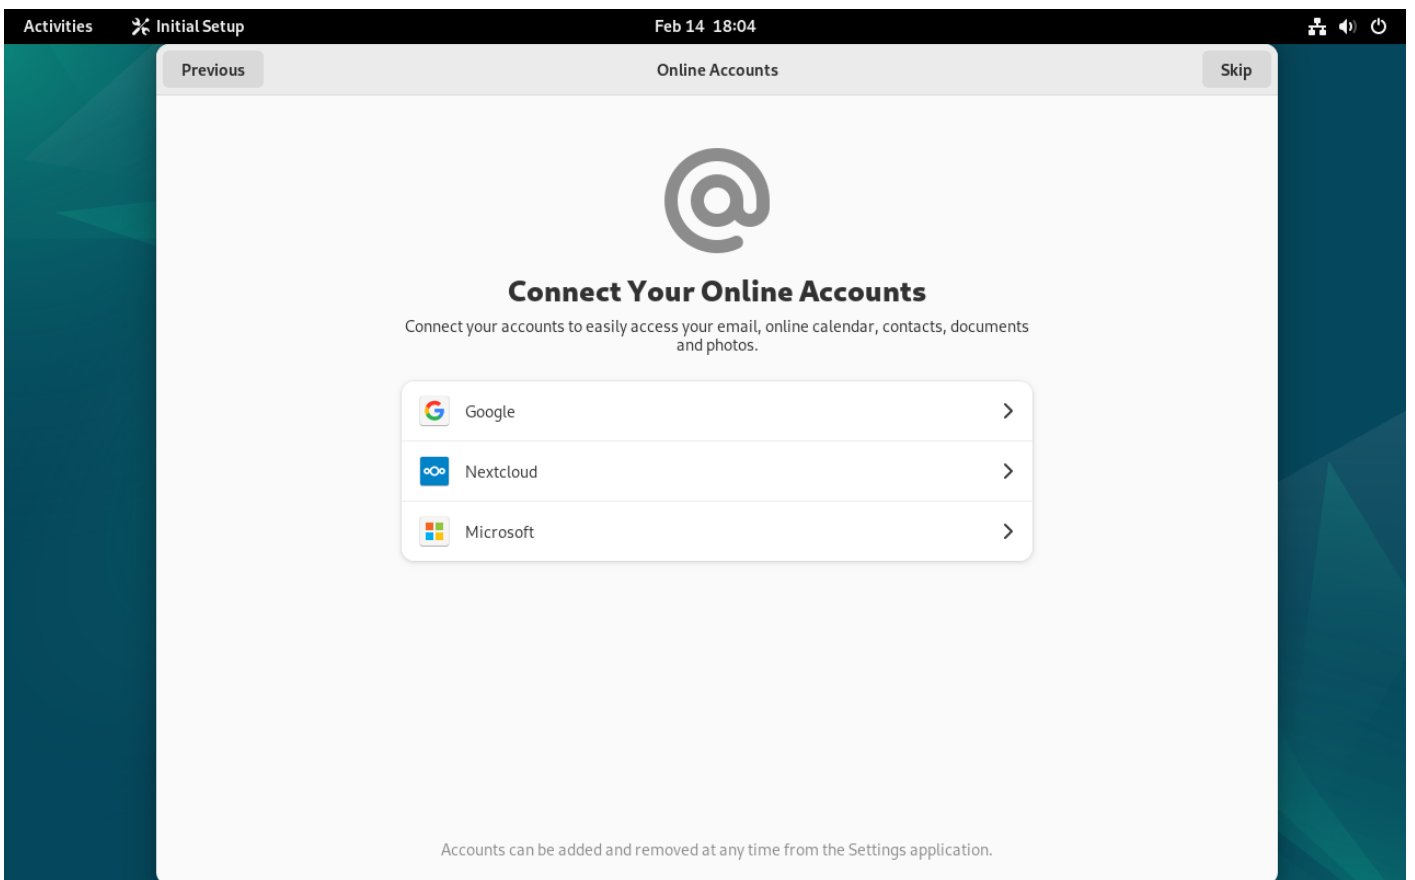 Activities Initial Setup Feb 14 18:04
Previous Online Accounts Skip
Connect Your Online Accounts
Connect your accounts to easily access your email, online calendar, contacts, documents
and photos.
Google
Nextcloud
Microsoft
Accounts can be added and removed at any time from the Settings application.